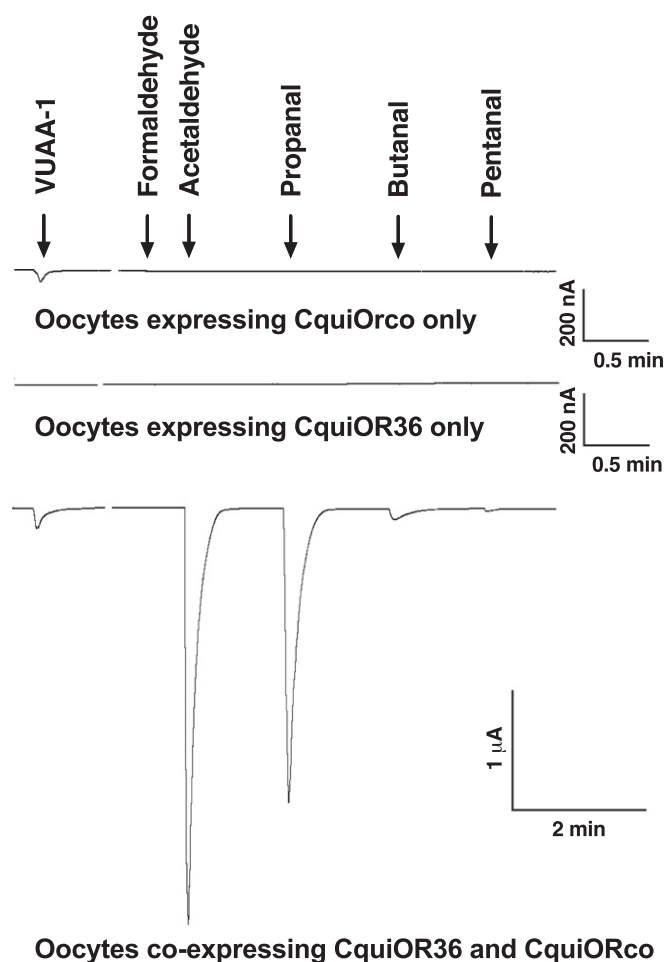 VUAA-1
Formaldehyde
Acetaldehyde
Propanal
Butanal
Pentanal
Oocytes expressing CquiOrco only
200 nA
0.5 min
Oocytes expressing CquiOR36 only
200 nA
0.5 min
1 μA
2 min
Oocytes co-expressing CquiOR36 and CquiORco